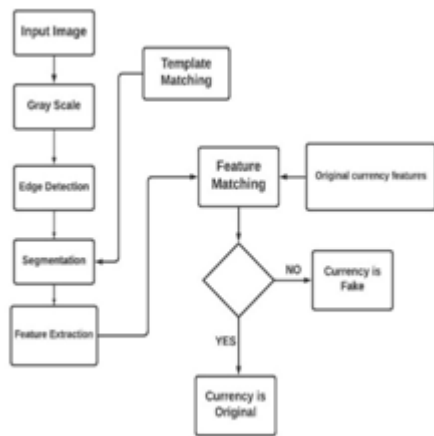 Input Image
Gray Scale
Edge Detection
Segmentation
Feature Extraction
Template
Matching
Feature
Matching
Original currency features
NO
Currency is
Fake
YES
Currency is
Original